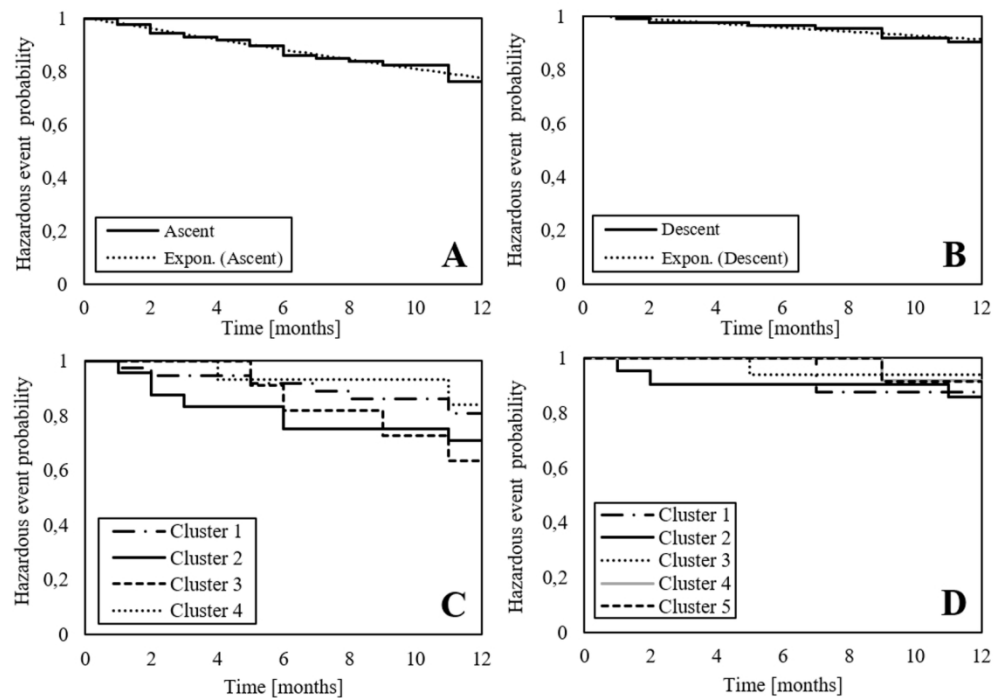 Hazardous event probability
1
0,8
0,6
0,4
0,2
0
Ascent
Expon. (Ascent)
A
0 2 4 6 8 10 12
Time [months]
Hazardous event probability
1
0,8
0,6
0,4
0,2
0
Descent
Expon. (Descent)
B
0 2 4 6 8 10 12
Time [months]
Hazardous event probability
1
0,8
0,6
0,4
0,2
0
Cluster 1
Cluster 2
Cluster 3
Cluster 4
C
0 2 4 6 8 10 12
Time [months]
Hazardous event probability
1
0,8
0,6
0,4
0,2
0
Cluster 1
Cluster 2
Cluster 3
Cluster 4
Cluster 5
D
0 2 4 6 8 10 12
Time [months]